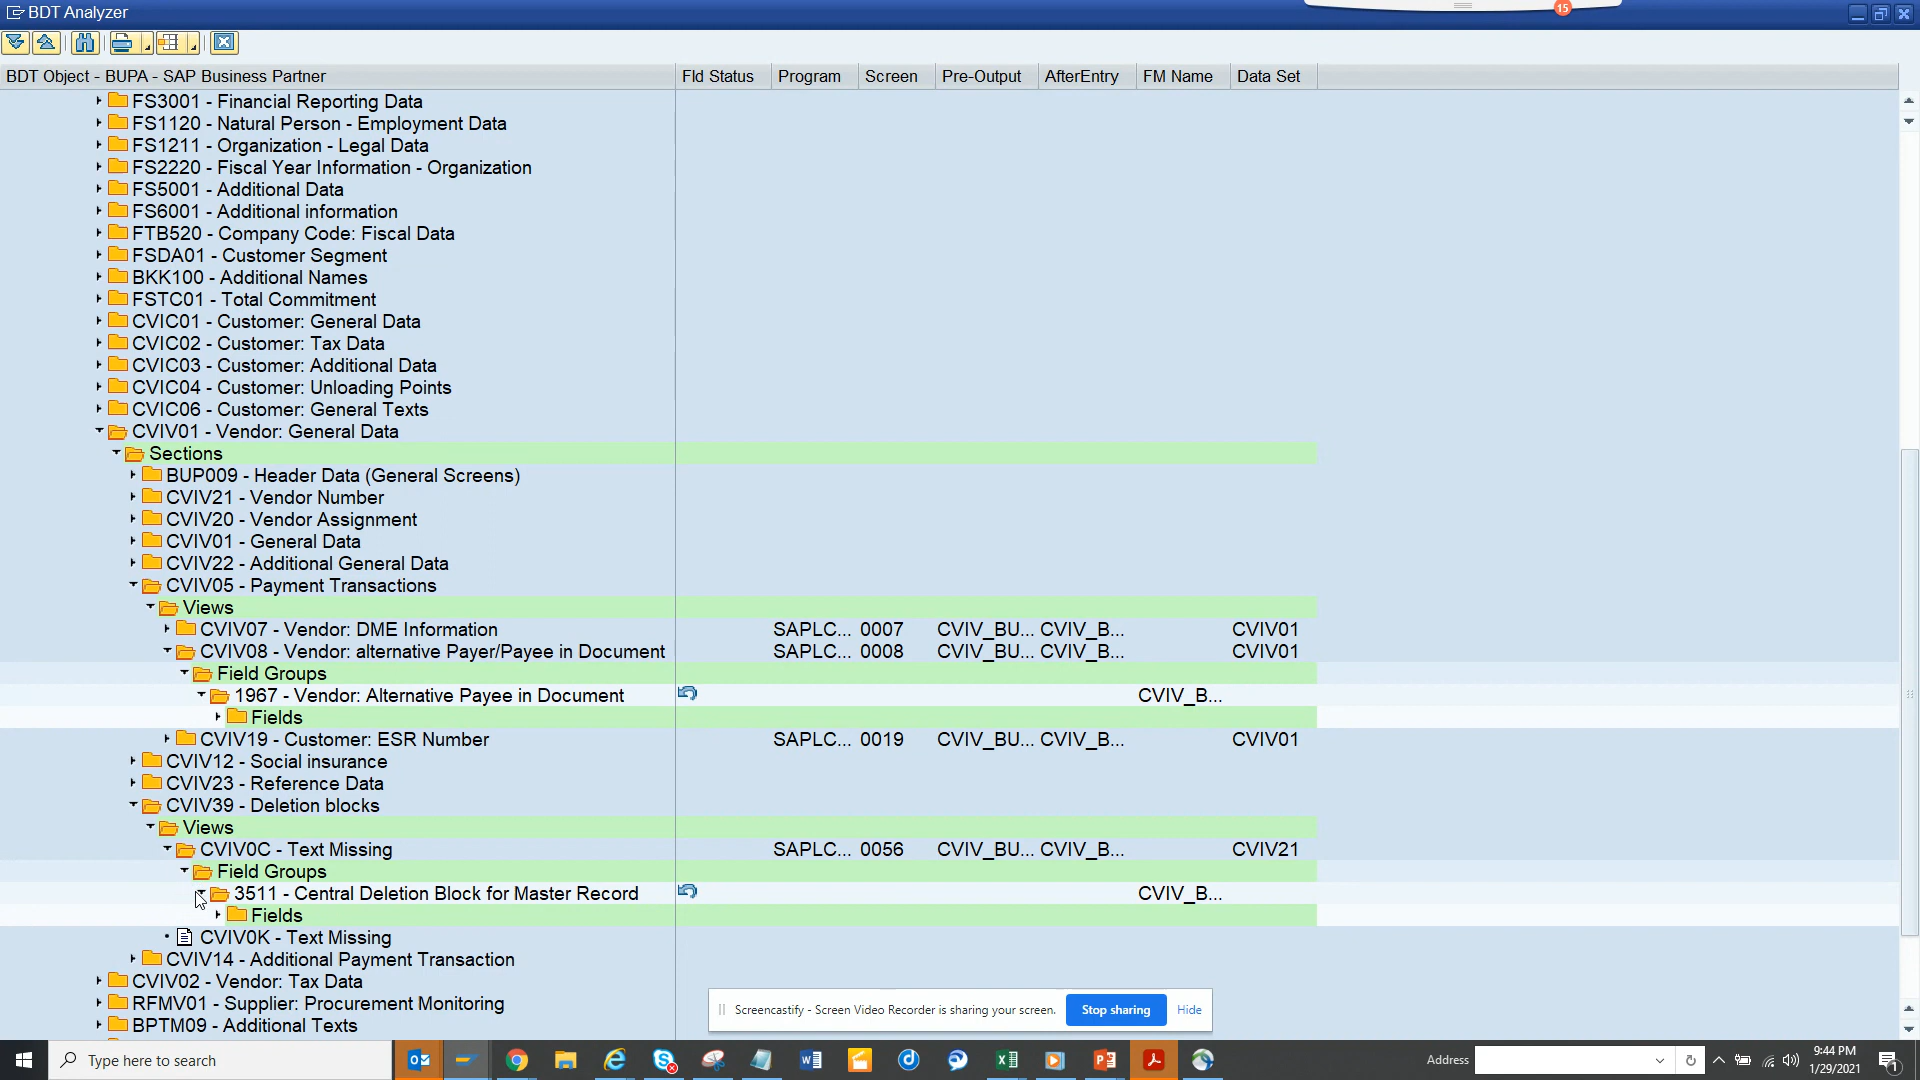 BDT Analyzer
15
BDT Object - BUPA - SAP Business Partner Fld Status Program Screen Pre-Output AfterEntry FM Name Data Set
FS3001 - Financial Reporting Data
FS1120 - Natural Person - Employment Data
FS1211 - Organization - Legal Data
FS2220 - Fiscal Year Information - Organization
FS5001 - Additional Data
FS6001 - Additional information
FTB520 - Company Code: Fiscal Data
FSDA01 - Customer Segment
BKK100 - Additional Names
FSTC01 - Total Commitment
CVIC01 - Customer: General Data
CVIC02 - Customer: Tax Data
CVIC03 - Customer: Additional Data
CVIC04 - Customer: Unloading Points
CVIC06 - Customer: General Texts
CVIV01 - Vendor: General Data
Sections
BUP009 - Header Data (General Screens)
CVIV21 - Vendor Number
CVIV20 - Vendor Assignment
CVIV01 - General Data
CVIV22 - Additional General Data
CVIV05 - Payment Transactions
Views
CVIV07 - Vendor: DME Information SAPLC... 0007 CVIV_BU... CVIV_B... CVIV01
CVIV08 - Vendor: alternative Payer/Payee in Document SAPLC... 0008 CVIV_BU... CVIV_B... CVIV01
Field Groups
1967 - Vendor: Alternative Payee in Document CVIV_B...
Fields
CVIV19 - Customer: ESR Number SAPLC... 0019 CVIV_BU... CVIV_B... CVIV01
CVIV12 - Social insurance
CVIV23 - Reference Data
CVIV39 - Deletion blocks
Views
CVIV0C - Text Missing SAPLC... 0056 CVIV_BU... CVIV_B... CVIV21
Field Groups
3511 - Central Deletion Block for Master Record CVIV_B...
Fields
CVIV0K - Text Missing
CVIV14 - Additional Payment Transaction
CVIV02 - Vendor: Tax Data
RFMV01 - Supplier: Procurement Monitoring
BPTM09 - Additional Texts
Screencastify - Screen Video Recorder is sharing your screen. Stop sharing Hide
Type here to search
Address
9:44 PM
1/29/2021
1